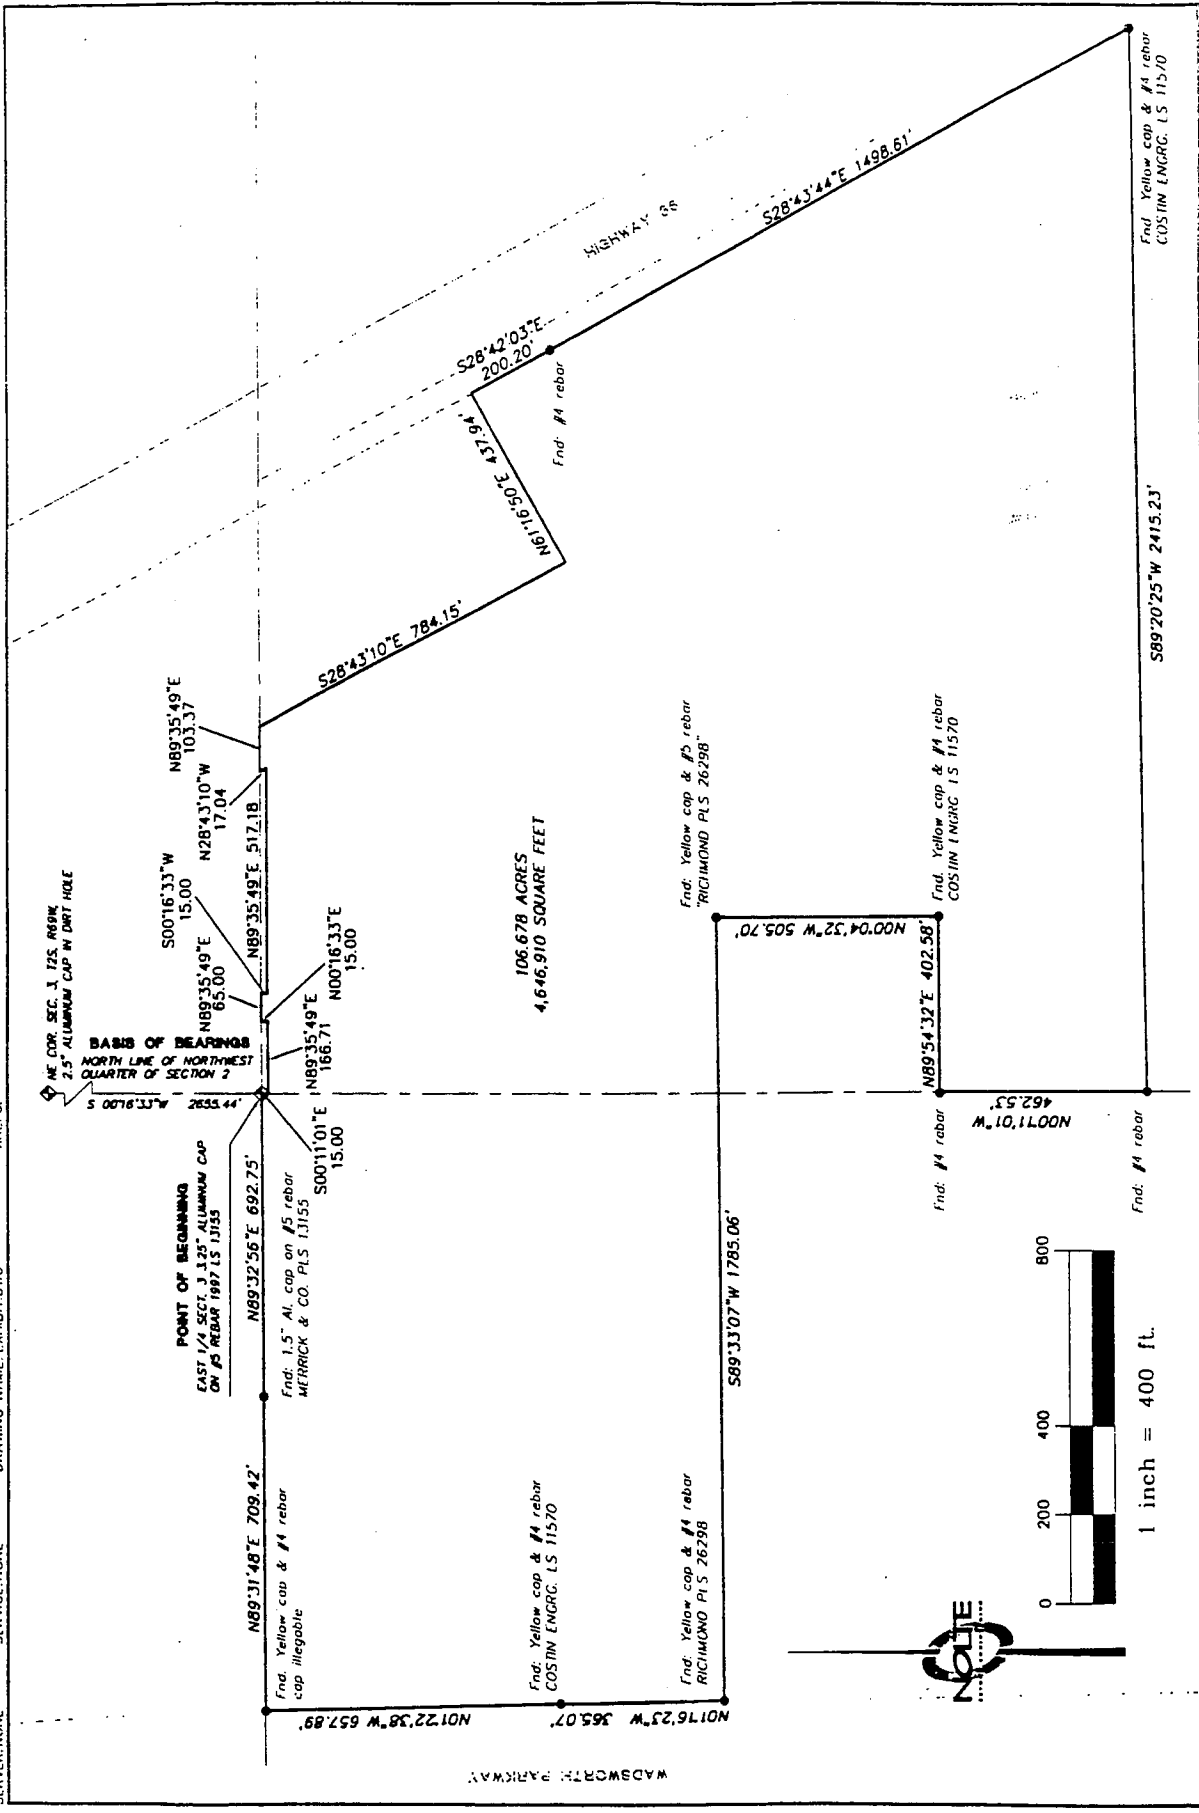 NE COR. SEC. 3, T2S, R69W,
2.5" ALUMINUM CAP IN DIRT HOLE
BASIS OF BEARINGS
NORTH LINE OF NORTHWEST
QUARTER OF SECTION 2
S 00°16'33"W 2655.44'
POINT OF BEGINNING
EAST 1/4 SECT. 3 3.25" ALUMINUM CAP
ON #5 REBAR 1997 LS 13155
N89°31'48"E 709.42'
N89°32'56"E 692.75'
Fnd. Yellow cap & #4 rebar
cap illegable
Fnd: 1.5" Al. cap on #5 rebar
MERRICK & CO. PLS 13155
S00°11'01"E
15.00
N89°35'49"E
166.71
N00°16'33"E
15.00
N89°35'49"E
65.00
S00°16'33"W
15.00
N89°35'49"E 517.18
N28°43'10"W
17.04
N89°35'49"E
103.37
S28°43'10"E 784.15'
N61°16'50"E 437.94'
S28°42'03"E
200.20'
Fnd: #4 rebar
HIGHWAY 36
S28°43'44"E 1498.61'
Fnd Yellow cap & #4 rebar
COSTIN ENGRG. LS 11570
S89°20'25"W 2415.23'
106.678 ACRES
4,646,910 SQUARE FEET
Fnd: Yellow cap & #5 rebar
"RICHMOND PLS 26298"
N00°04'32"W 505.70'
Fnd. Yellow cap & #4 rebar
COSTIN ENGRG LS 11570
N89°54'32"E 402.58'
Fnd: #4 rebar
N00°11'01"W
462.53'
Fnd: #4 rebar
S89°33'07"W 1785.06'
Fnd: Yellow cap & #4 rebar
COSTIN ENGRG. LS 11570
Fnd: Yellow cap & #4 rebar
RICHMOND PLS 26298
N01°22'38"W 657.89'
N01°16'23"W 365.07'
WADSWORTH PARKWAY
NOLTE
0 200 400 800
1 inch = 400 ft.